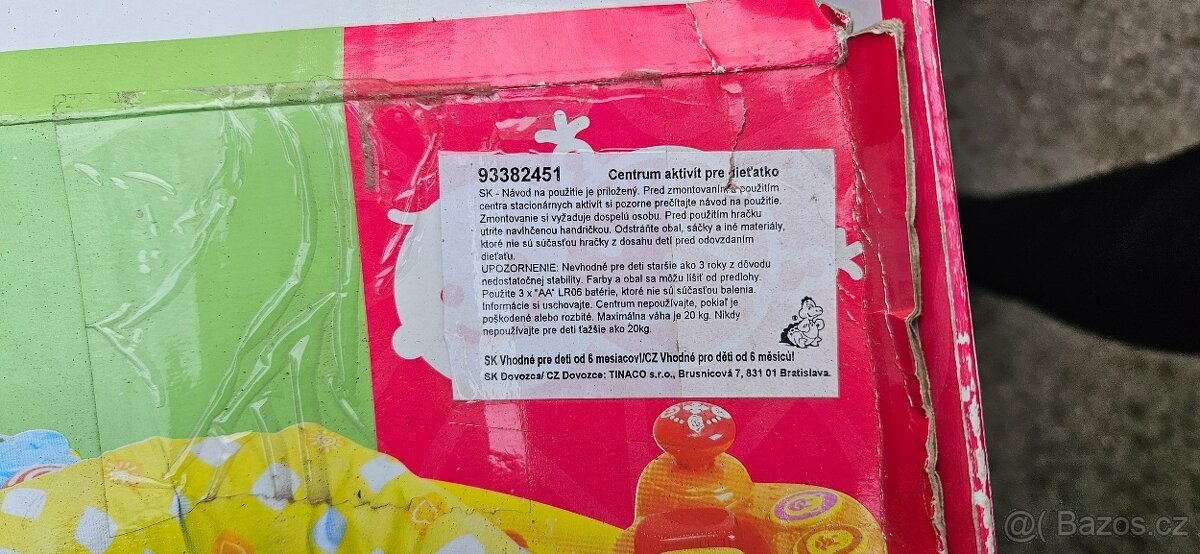 93382451 Centrum aktivít pre dieťatko
SK - Návod na použitie je priložený. Pred zmontovaním a použitím
centra stacionárnych aktivít si pozorne prečítajte návod na použitie.
Zmontovanie si vyžaduje dospelú osobu. Pred použitím hračku
utrite navlhčenou handričkou. Odstráňte obal, sáčky a iné materiály,
ktoré nie sú súčasťou hračky z dosahu detí pred odovzdaním
dieťaťu.
UPOZORNENIE: Nevhodné pre deti staršie ako 3 roky z dôvodu
nedostatočnej stability. Farby a obal sa môžu líšiť od predlohy.
Použite 3 x "AA" LR06 batérie, ktoré nie sú súčasťou balenia.
Informácie si uschovajte. Centrum nepoužívajte, pokiaľ je
poškodené alebo rozbité. Maximálna váha je 20 kg. Nikdy
nepoužívajte pre deti ťažšie ako 20kg.
SK Vhodné pre deti od 6 mesiacov!/CZ Vhodné pro děti od 6 měsíců!
SK Dovozca/ CZ Dovozce: TINACO s.r.o., Brusnicová 7, 831 01 Bratislava.
@( Bazos.cz